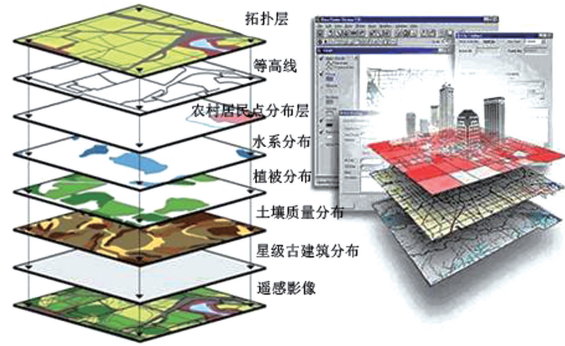 拓扑层
等高线
农村居民点分布层
水系分布
植被分布
土壤质量分布
星级古建筑分布
遥感影像